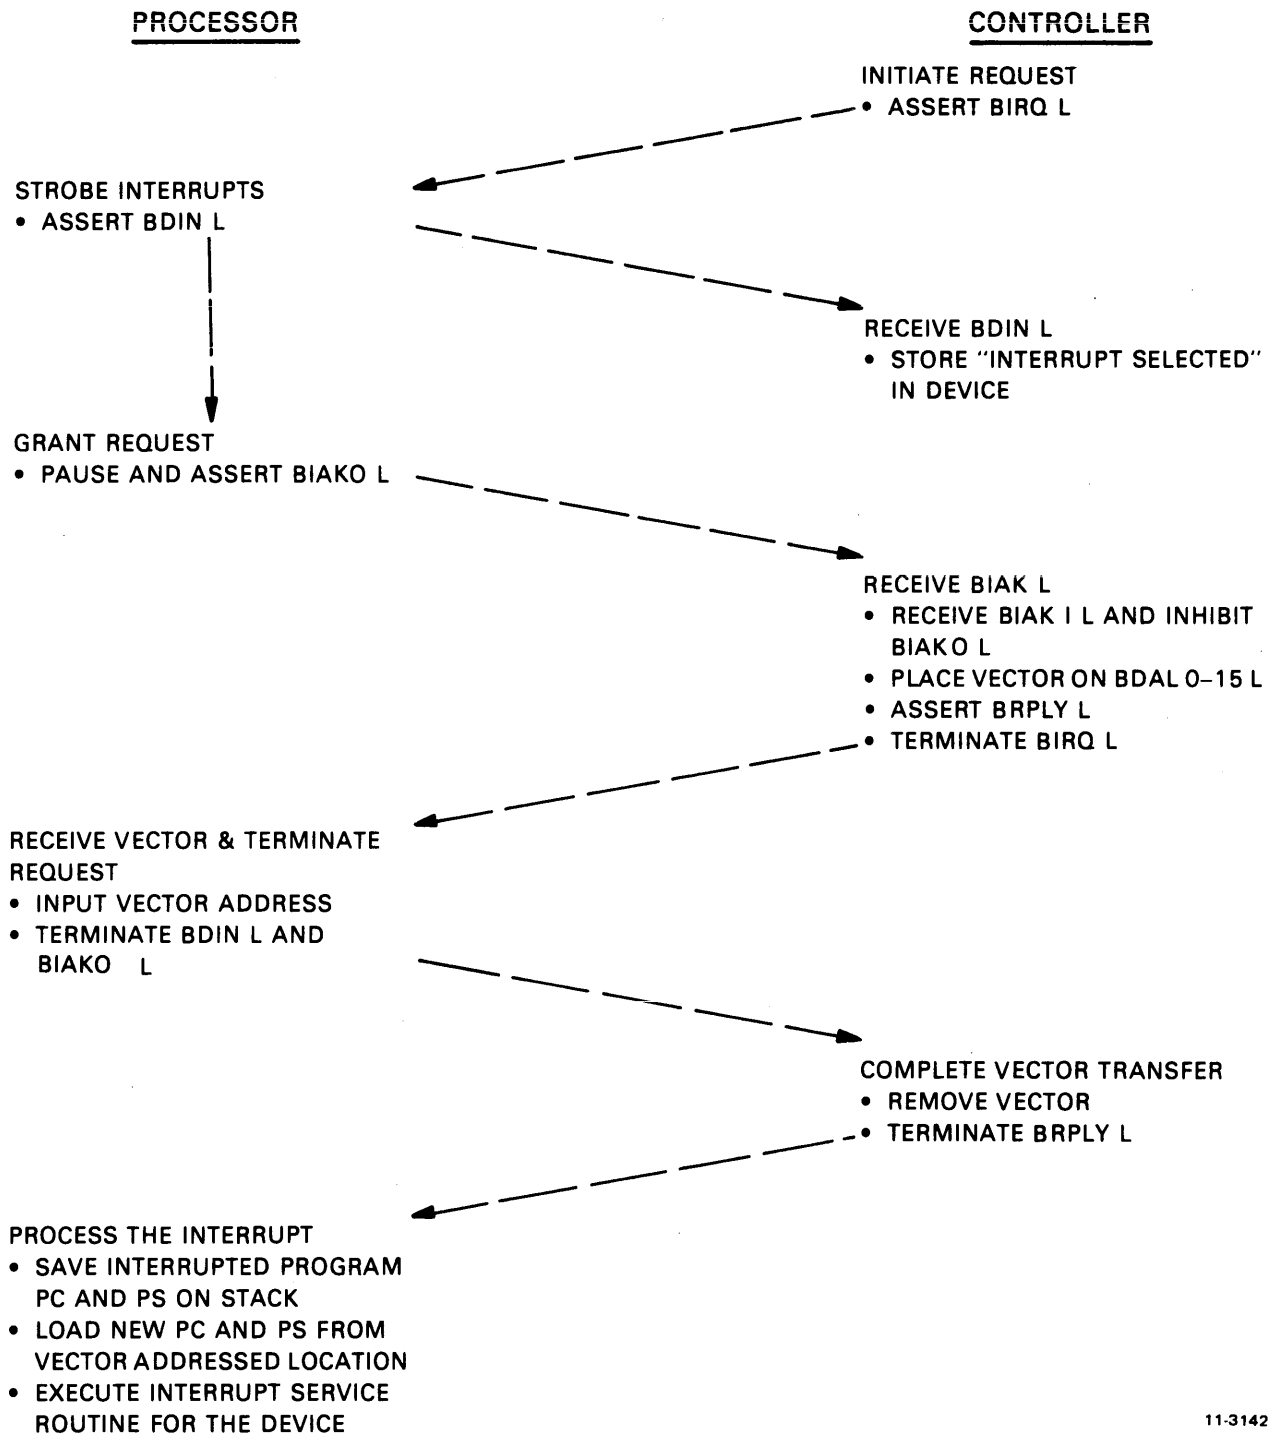 PROCESSOR
CONTROLLER
INITIATE REQUEST
• ASSERT BIRQ L
STROBE INTERRUPTS
• ASSERT BDIN L
RECEIVE BDIN L
• STORE "INTERRUPT SELECTED"
IN DEVICE
GRANT REQUEST
• PAUSE AND ASSERT BIAKO L
RECEIVE BIAK L
• RECEIVE BIAK I L AND INHIBIT
BIAKO L
• PLACE VECTOR ON BDAL 0–15 L
• ASSERT BRPLY L
• TERMINATE BIRQ L
RECEIVE VECTOR & TERMINATE
REQUEST
• INPUT VECTOR ADDRESS
• TERMINATE BDIN L AND
BIAKO L
COMPLETE VECTOR TRANSFER
• REMOVE VECTOR
• TERMINATE BRPLY L
PROCESS THE INTERRUPT
• SAVE INTERRUPTED PROGRAM
PC AND PS ON STACK
• LOAD NEW PC AND PS FROM
VECTOR ADDRESSED LOCATION
• EXECUTE INTERRUPT SERVICE
ROUTINE FOR THE DEVICE
11-3142